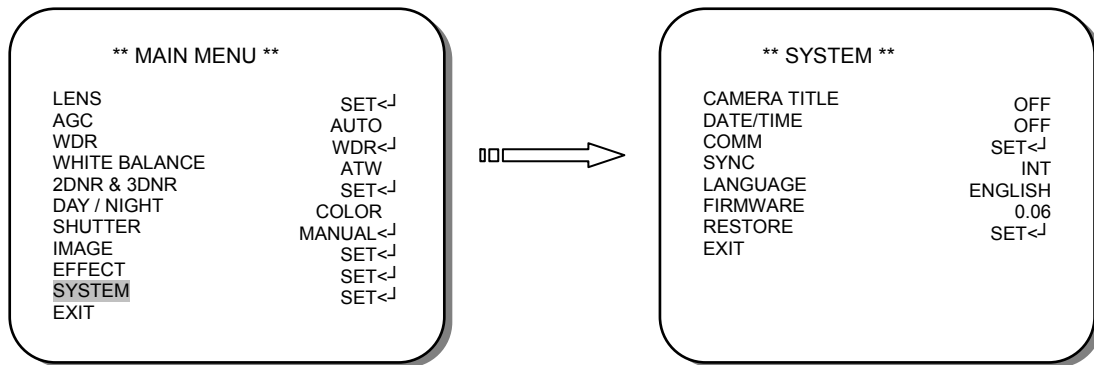 ** MAIN MENU **
LENS SET<┘
AGC AUTO
WDR WDR<┘
WHITE BALANCE ATW
2DNR & 3DNR SET<┘
DAY / NIGHT COLOR
SHUTTER MANUAL<┘
IMAGE SET<┘
EFFECT SET<┘
SYSTEM SET<┘
EXIT
** SYSTEM **
CAMERA TITLE OFF
DATE/TIME OFF
COMM SET<┘
SYNC INT
LANGUAGE ENGLISH
FIRMWARE 0.06
RESTORE SET<┘
EXIT